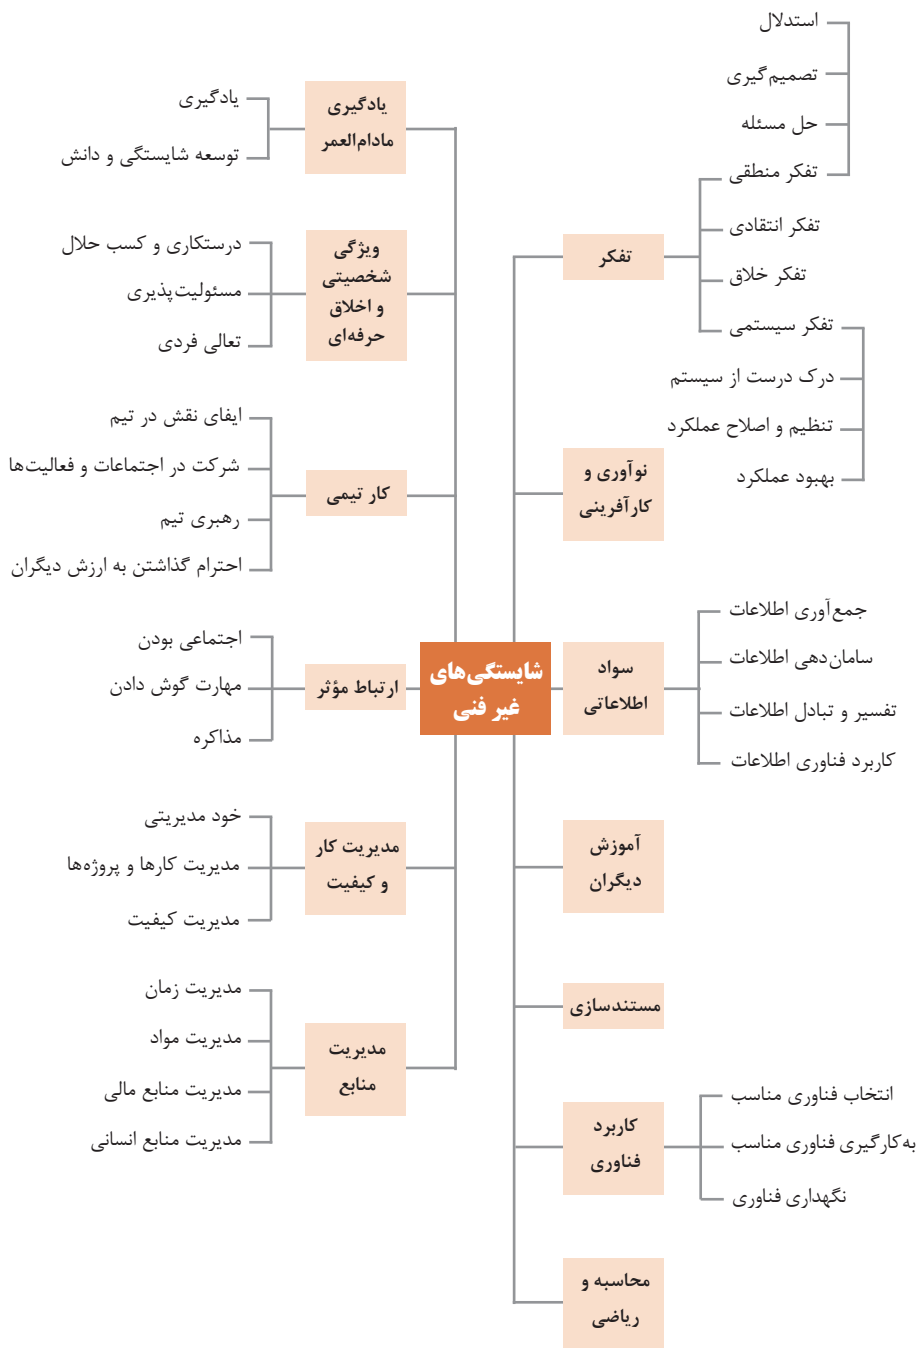 شایستگی‌های
غیر فنی
تفکر
استدلال
تصمیم‌گیری
حل مسئله
تفکر منطقی
تفکر انتقادی
تفکر خلاق
تفکر سیستمی
درک درست از سیستم
تنظیم و اصلاح عملکرد
بهبود عملکرد
نوآوری و
کارآفرینی
سواد
اطلاعاتی
جمع‌آوری اطلاعات
سامان‌دهی اطلاعات
تفسیر و تبادل اطلاعات
کاربرد فناوری اطلاعات
آموزش
دیگران
مستندسازی
کاربرد
فناوری
انتخاب فناوری مناسب
به‌کارگیری فناوری مناسب
نگهداری فناوری
محاسبه و
ریاضی
یادگیری
مادام‌العمر
یادگیری
توسعه شایستگی و دانش
ویژگی
شخصیتی
و اخلاق
حرفه‌ای
درستکاری و کسب حلال
مسئولیت‌پذیری
تعالی فردی
کار تیمی
ایفای نقش در تیم
شرکت در اجتماعات و فعالیت‌ها
رهبری تیم
احترام گذاشتن به ارزش دیگران
ارتباط مؤثر
اجتماعی بودن
مهارت گوش دادن
مذاکره
مدیریت کار
و کیفیت
خود مدیریتی
مدیریت کارها و پروژه‌ها
مدیریت کیفیت
مدیریت
منابع
مدیریت زمان
مدیریت مواد
مدیریت منابع مالی
مدیریت منابع انسانی